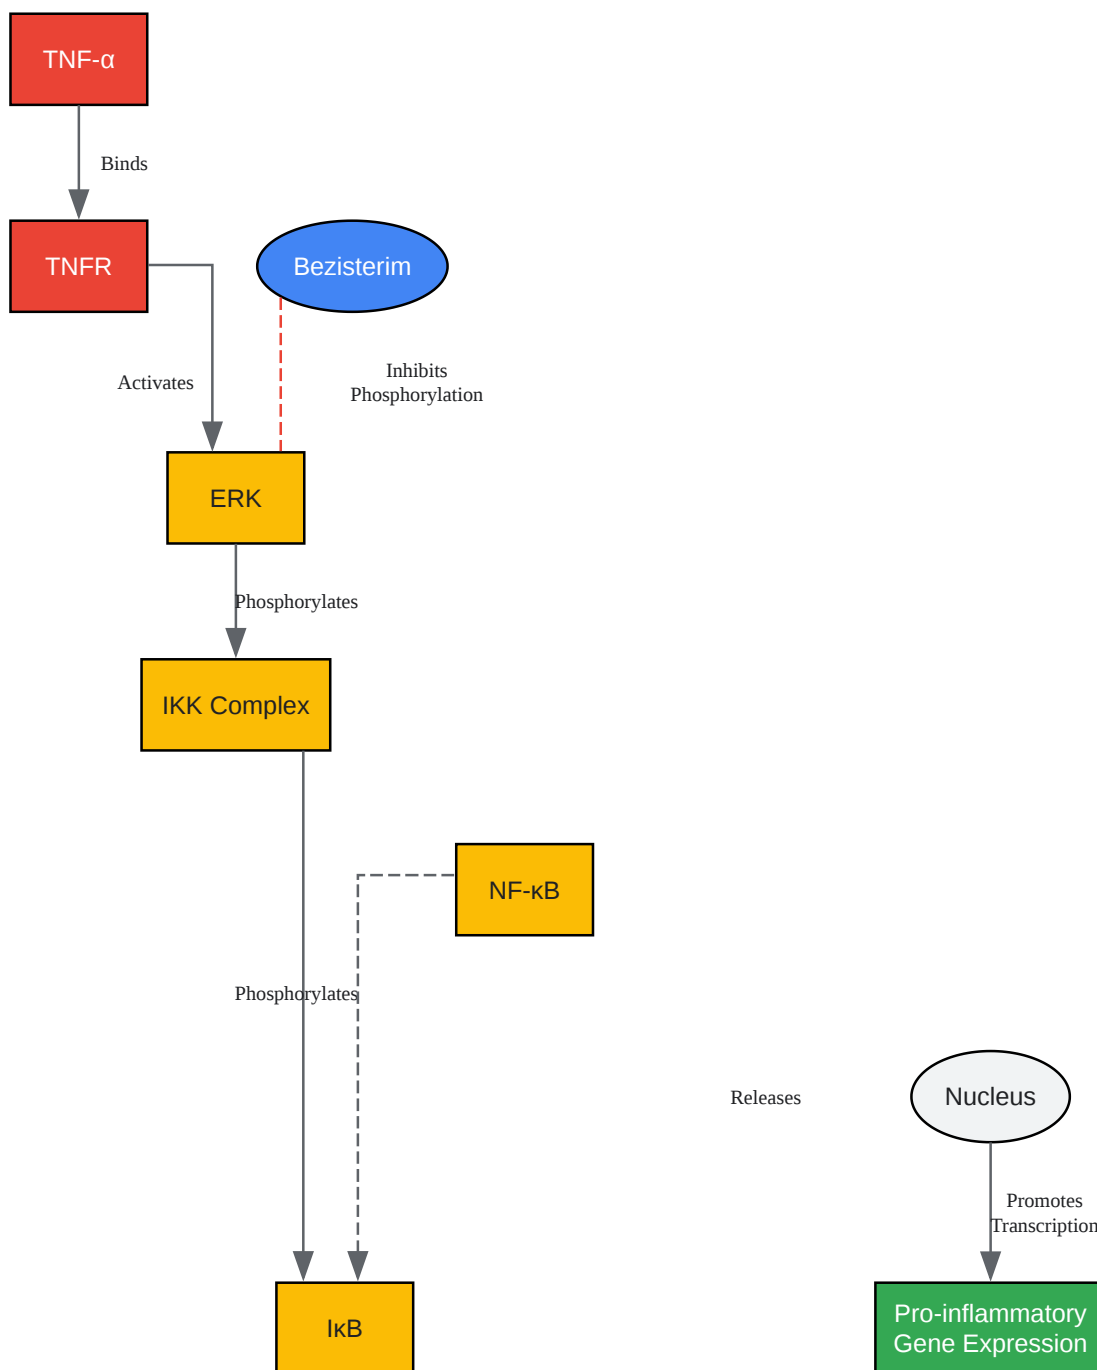 TNF-α
Binds
TNFR
Bezisterim
Inhibits
Phosphorylation
Activates
ERK
Phosphorylates
IKK Complex
NF-κB
Phosphorylates
Releases
Nucleus
Promotes
Transcription
IκB
Pro-inflammatory
Gene Expression